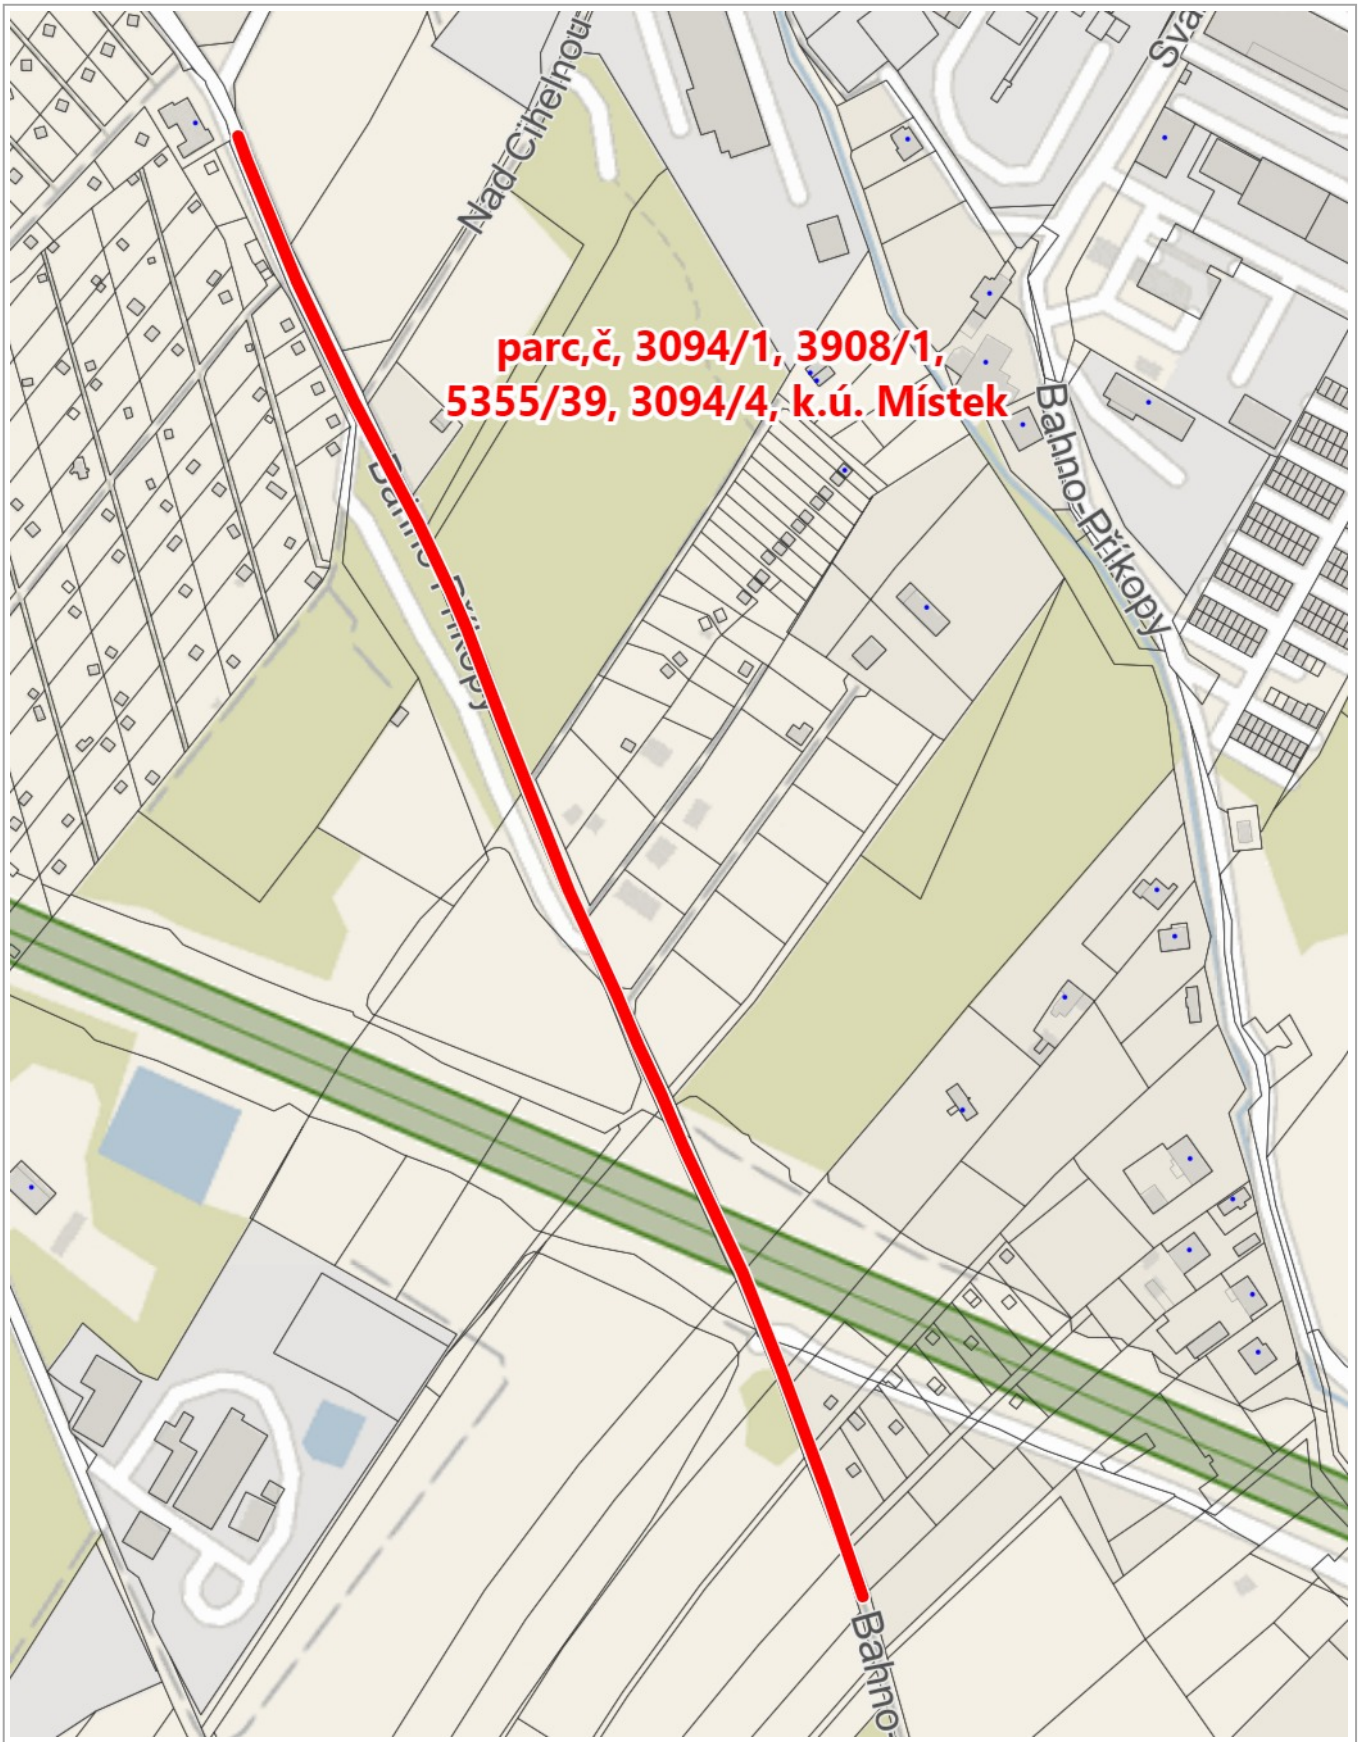 Nad Cihelnou
Sva
parc,č, 3094/1, 3908/1,
5355/39, 3094/4, k.ú. Místek
Bahno-Příkopy
Bahno-Příkopy
Bahno-